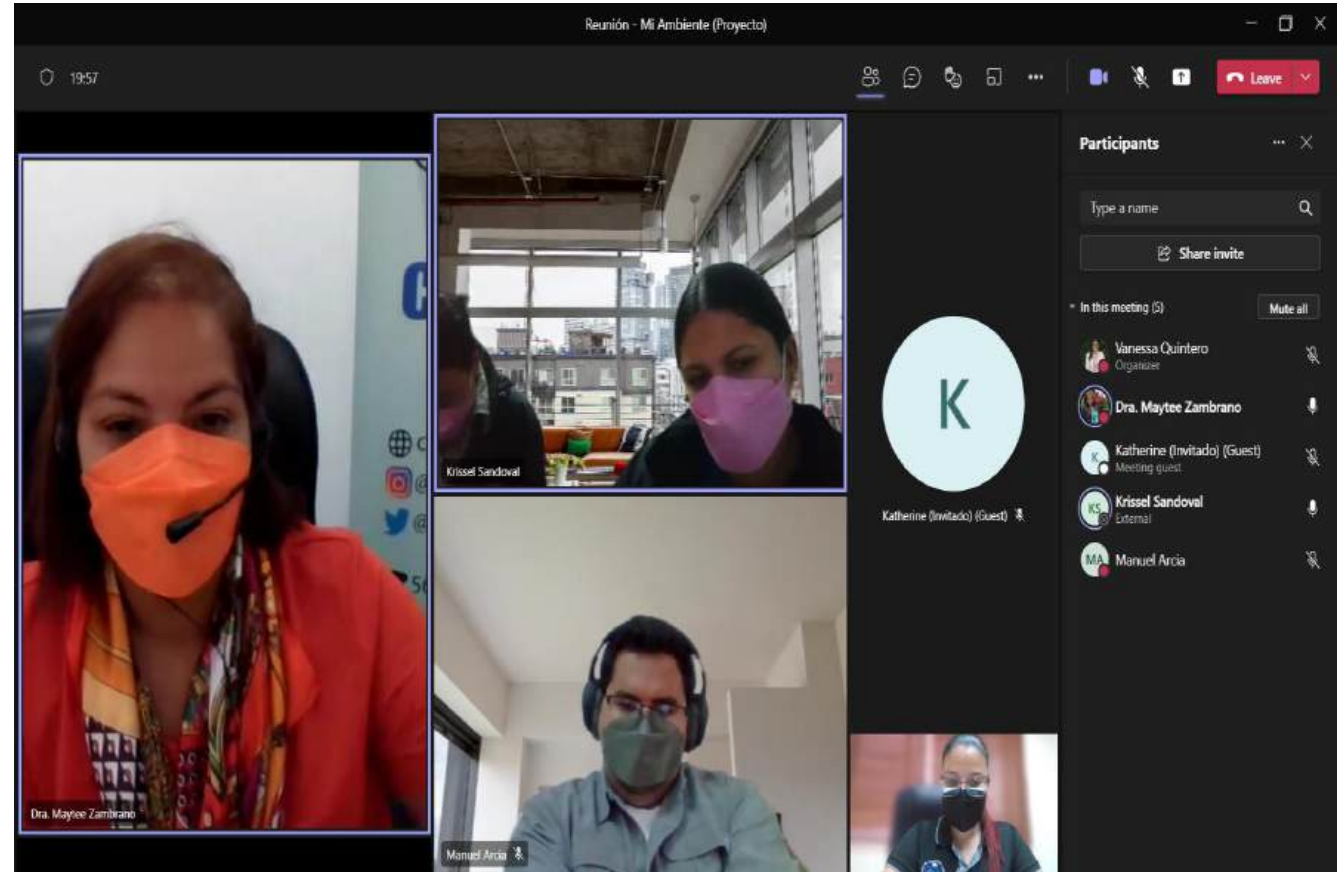 Reunión - Mi Ambiente (Proyecto)
19:57
Leave
Participants
Type a name
Share invite
In this meeting (5)
Mute all
Vanessa Quintero
Organizer
Dra. Maytee Zambrano
K
Katherine (Invitado) (Guest)
Meeting guest
KS
Krissel Sandoval
External
MA
Manuel Arcia
Dra. Maytee Zambrano
Krissel Sandoval
Manuel Arcia
K
Katherine (Invitado) (Guest)